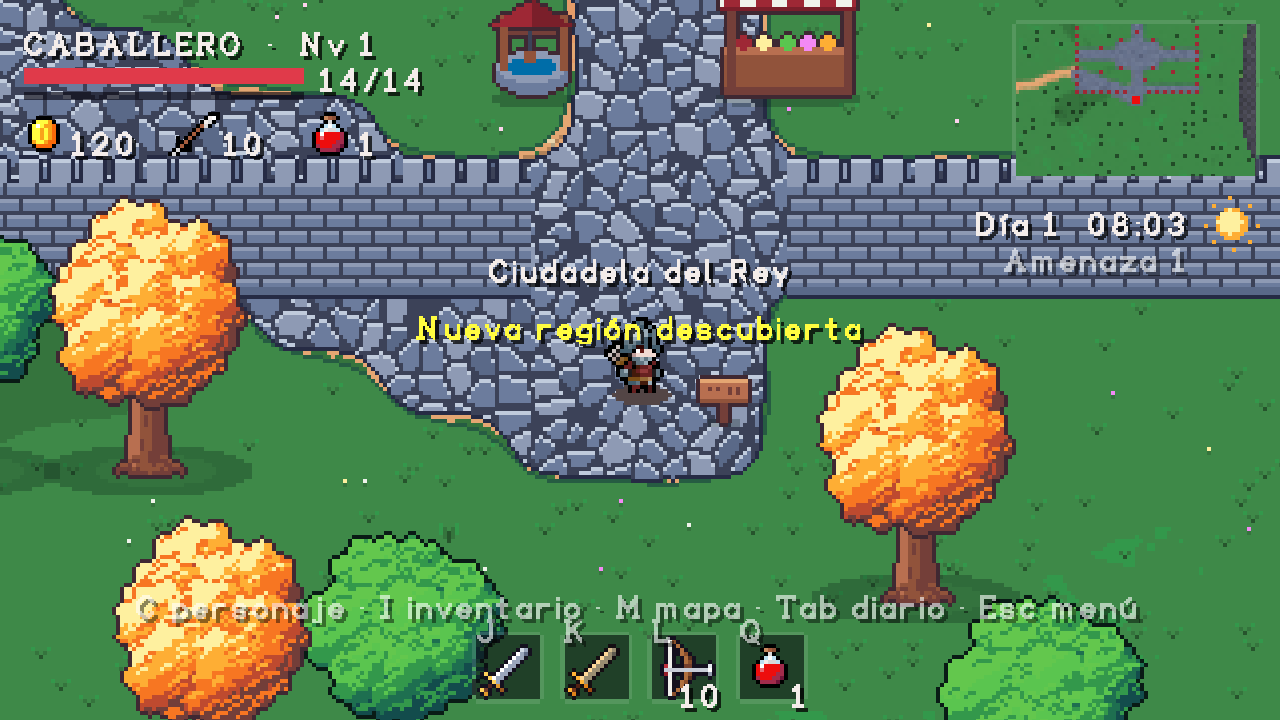 CABALLERO · Nv 1
14/14
120 10 1
Día 1 08:03
Amenaza 1
Ciudadela del Rey
Nueva región descubierta
C personaje · I inventario · M mapa · Tab diario · Esc menú
J K L Q
10 1